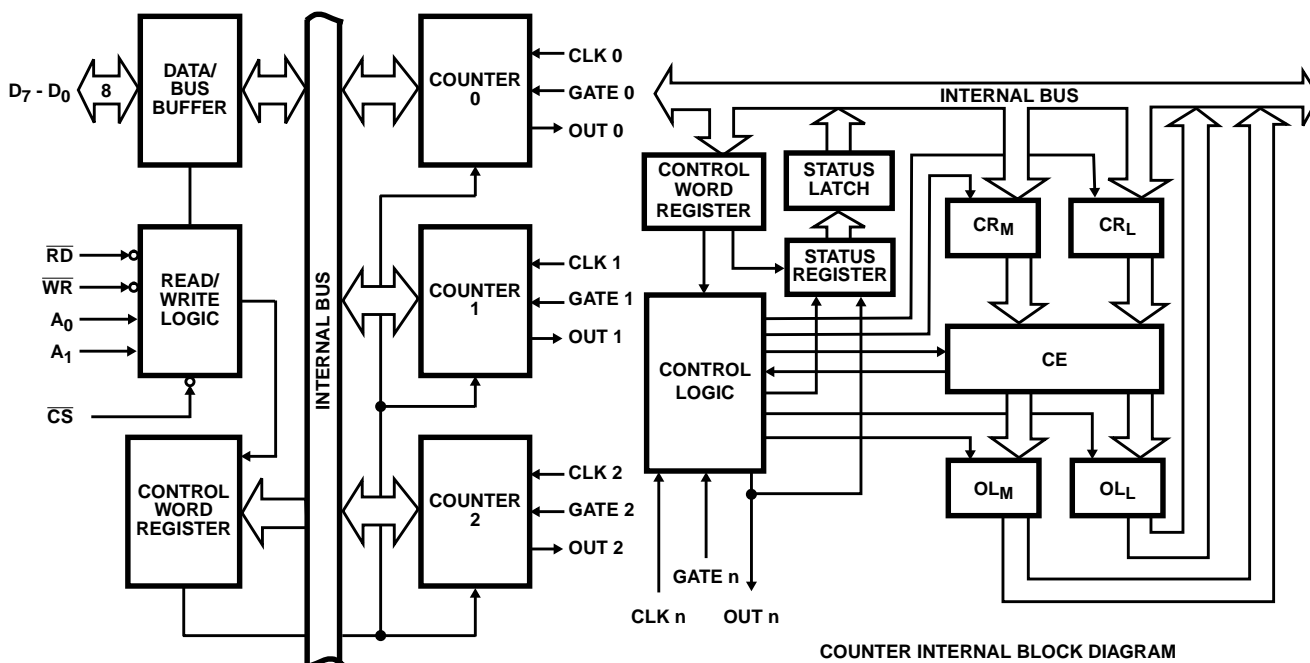 D7 - D0
8
DATA/
BUS
BUFFER
RD
WR
A0
A1
CS
READ/
WRITE
LOGIC
CONTROL
WORD
REGISTER
INTERNAL BUS
COUNTER
0
CLK 0
GATE 0
OUT 0
COUNTER
1
CLK 1
GATE 1
OUT 1
COUNTER
2
CLK 2
GATE 2
OUT 2
INTERNAL BUS
CONTROL
WORD
REGISTER
STATUS
LATCH
STATUS
REGISTER
CONTROL
LOGIC
CRM
CRL
CE
OLM
OLL
GATE n
CLK n
OUT n
COUNTER INTERNAL BLOCK DIAGRAM